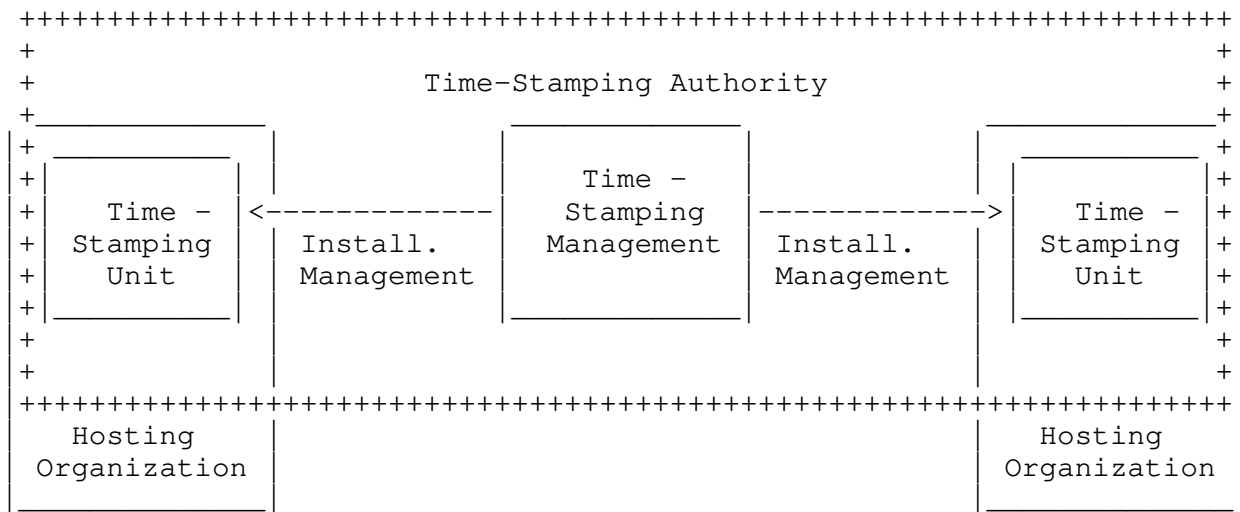 Time-Stamping Authority
Time -
Time - Stamping Time -
Stamping Install. Management Install. Stamping
Unit Management Management Unit
Hosting Hosting
Organization Organization